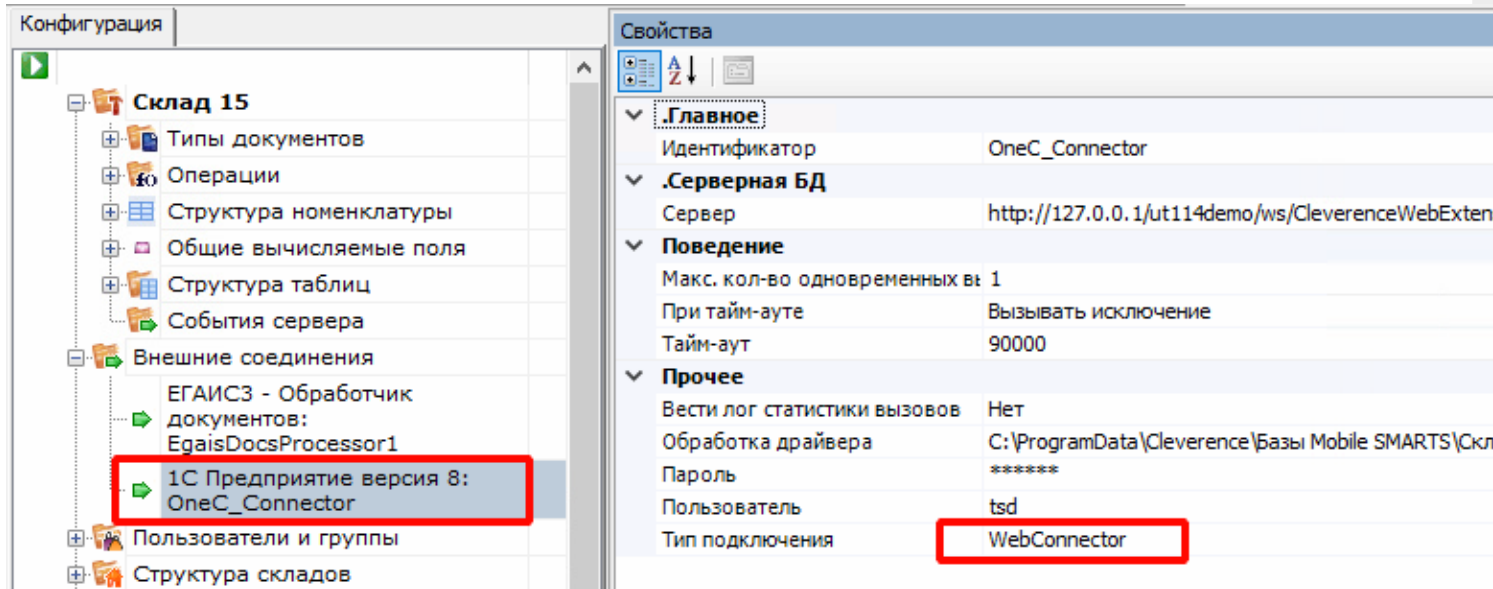 Конфигурация
Склад 15
Типы документов
Операции
Структура номенклатуры
Общие вычисляемые поля
Структура таблиц
События сервера
Внешние соединения
ЕГАИС3 - Обработчик
документов:
EgaisDocsProcessor1
1С Предприятие версия 8:
OneC_Connector
Пользователи и группы
Структура складов
Свойства
.Главное
Идентификатор OneC_Connector
.Серверная БД
Сервер http://127.0.0.1/ut114demo/ws/CleverenceWebExten
Поведение
Макс. кол-во одновременных вы 1
При тайм-ауте Вызывать исключение
Тайм-аут 90000
Прочее
Вести лог статистики вызовов Нет
Обработка драйвера C:\ProgramData\Cleverence\Базы Mobile SMARTS\Скл
Пароль ******
Пользователь tsd
Тип подключения WebConnector